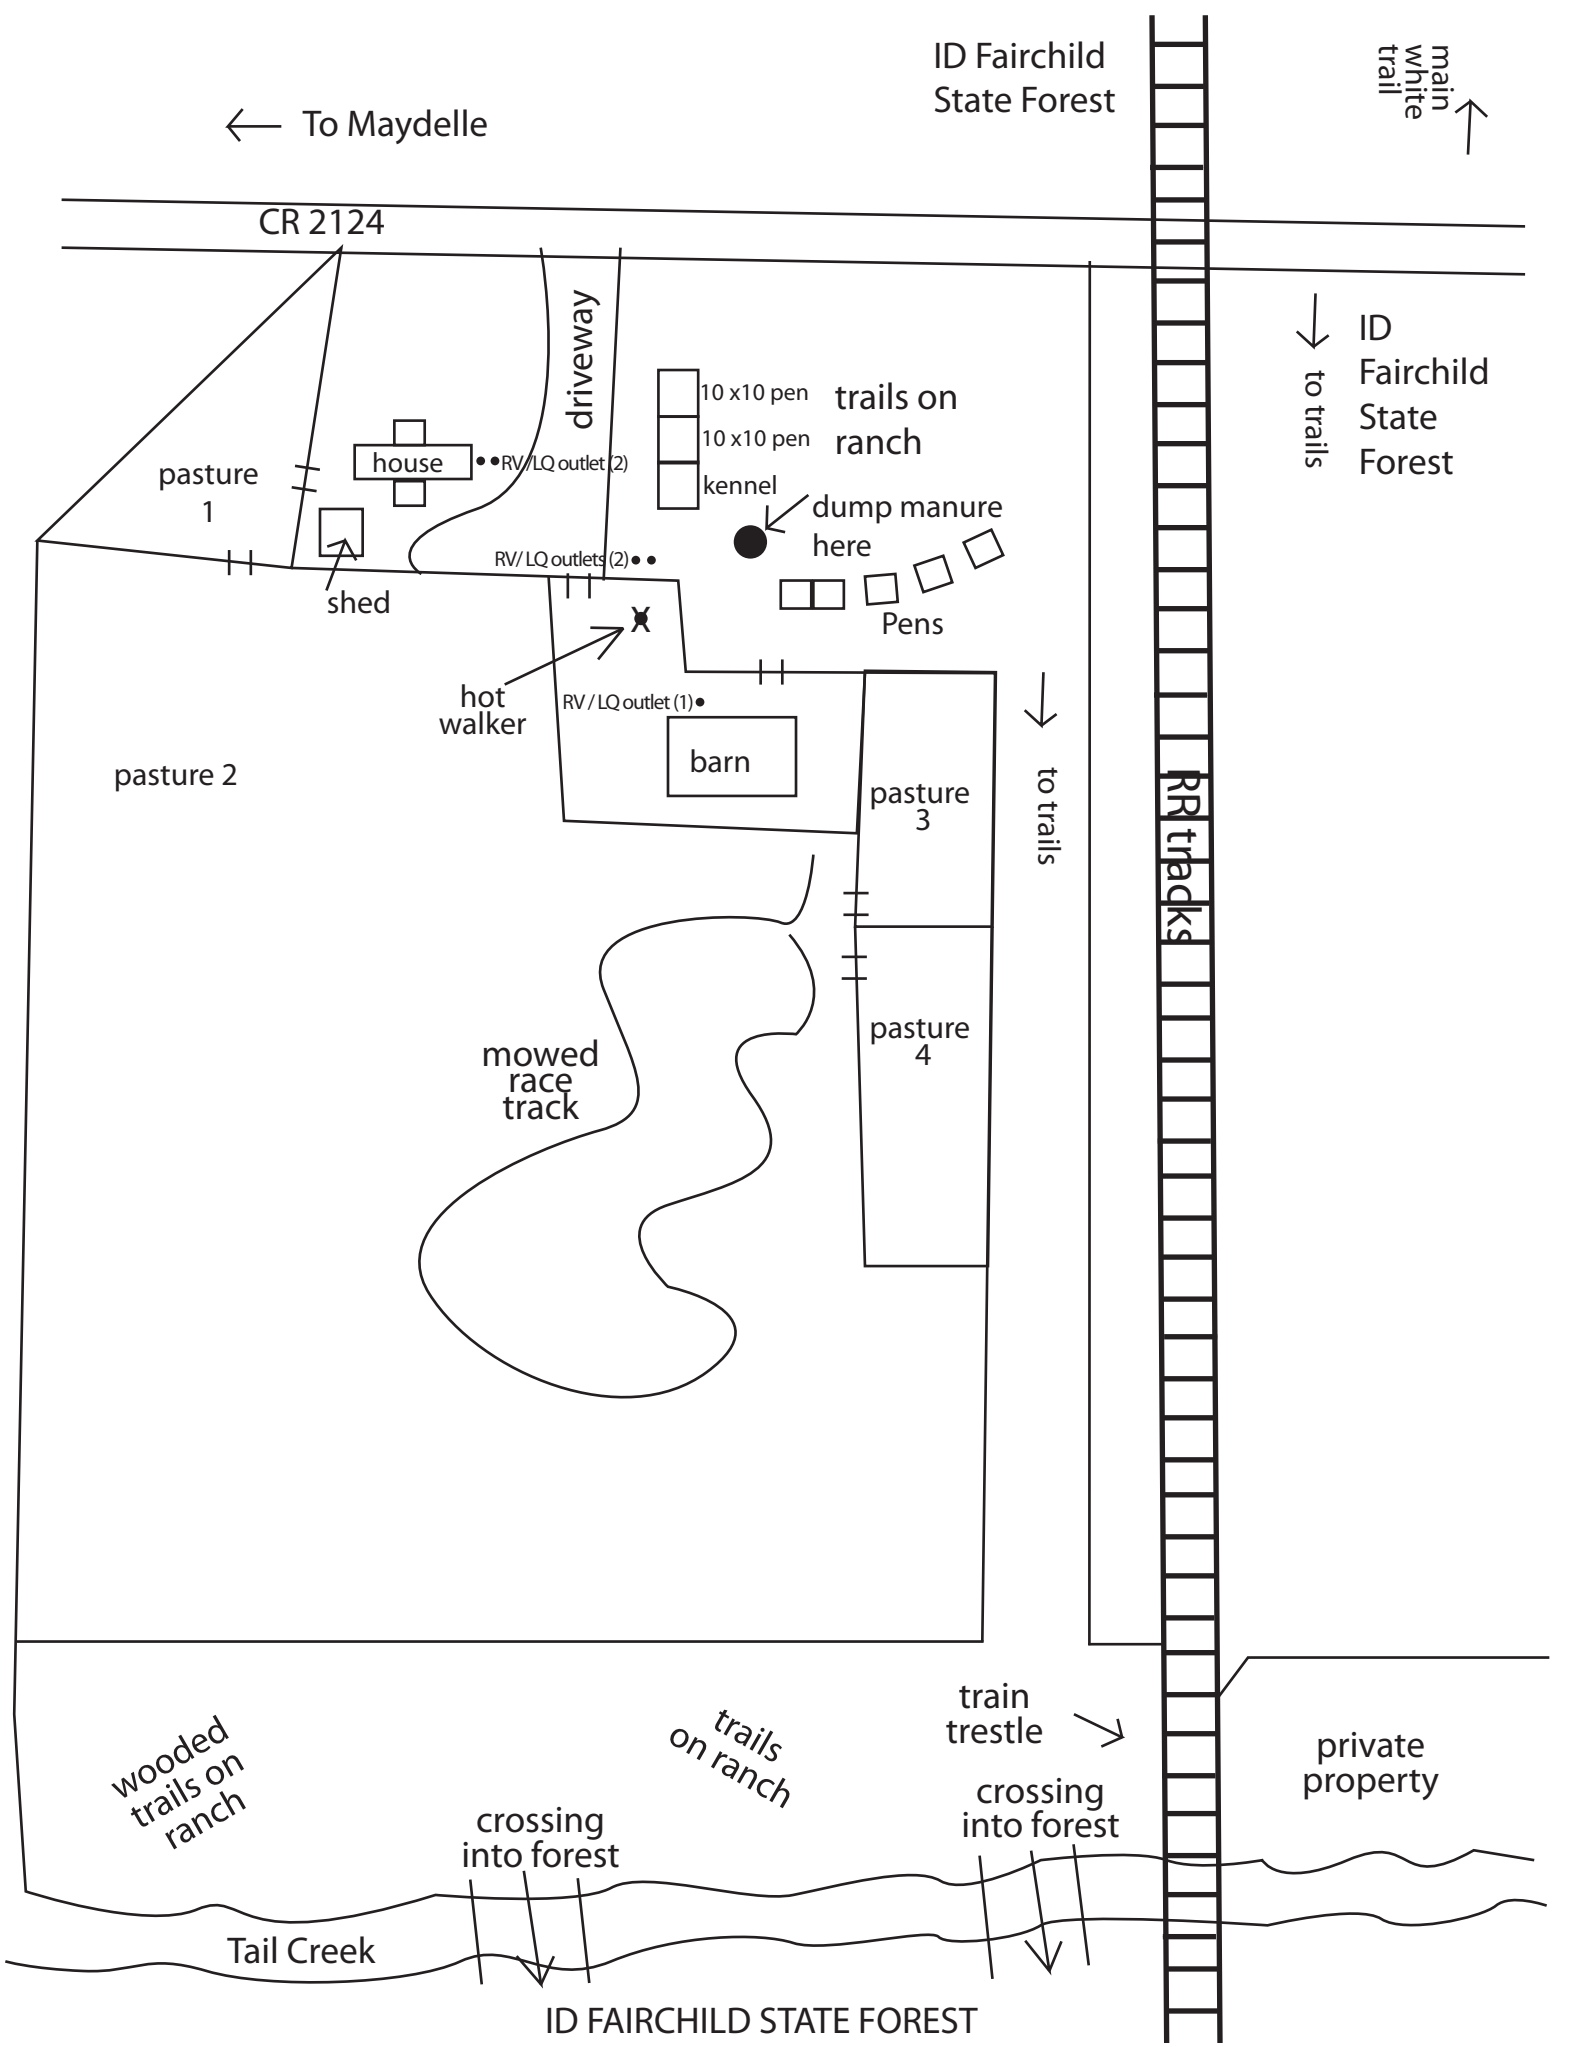 ID Fairchild
State Forest
main
white
trail
To Maydelle
CR 2124
driveway
ID
Fairchild
State
Forest
to trails
10 x10 pen
trails on
ranch
10 x10 pen
house
RV/LQ outlet (2)
kennel
pasture
1
dump manure
here
RV/ LQ outlets (2)
shed
Pens
hot
walker
RV / LQ outlet (1)
barn
pasture 2
pasture
3
to trails
RR tracks
mowed
race
track
pasture
4
wooded
trails on
ranch
trails
on ranch
train
trestle
private
property
crossing
into forest
crossing
into forest
Tail Creek
ID FAIRCHILD STATE FOREST